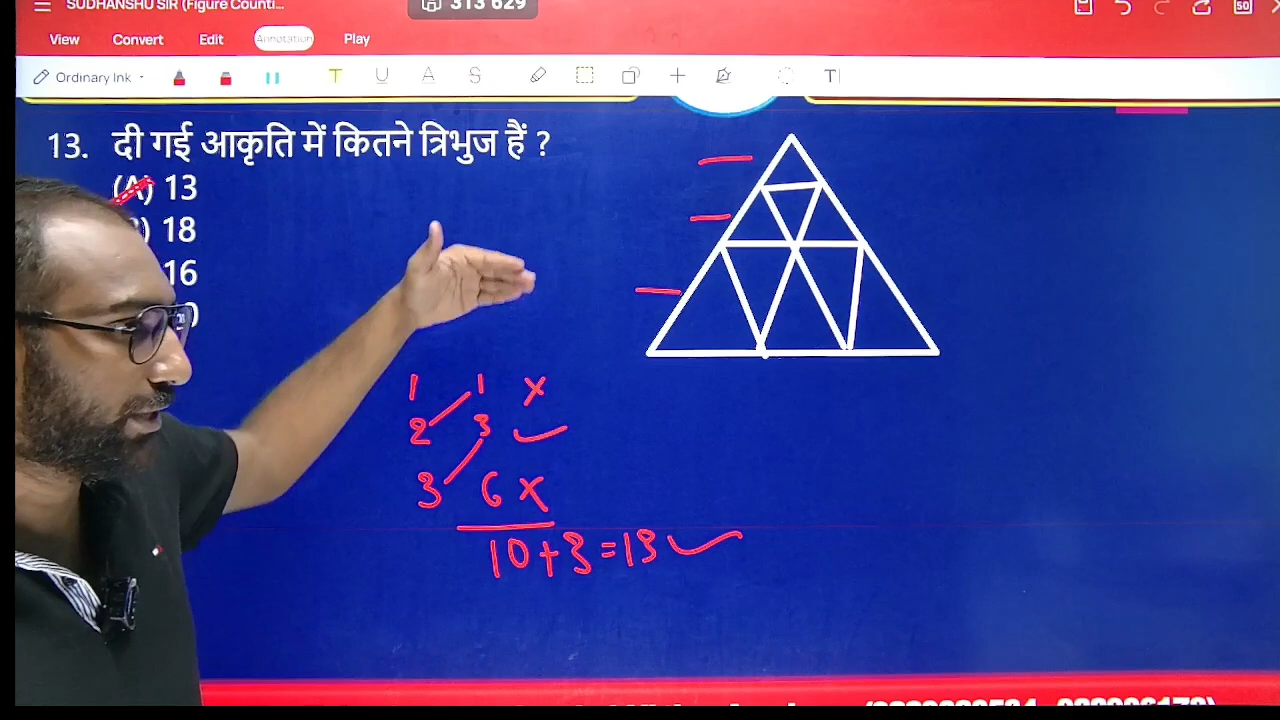 SUDHANSHU SIR (Figure Counti...
313 629
50
View Convert Edit Annotation Play
Ordinary Ink
T U A S T
13. दी गई आकृति में कितने त्रिभुज हैं ?
(A) 13
) 18
16
1 1 x
2 3
3 6 x
10+3=13